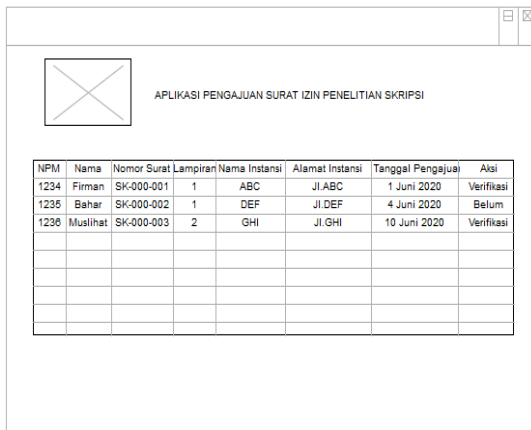 APLIKASI PENGAJUAN SURAT IZIN PENELITIAN SKRIPSI
NPM Nama Nomor Surat Lampiran Nama Instansi Alamat Instansi Tanggal Pengajua Aksi
1234 Firman SK-000-001 1 ABC Jl.ABC 1 Juni 2020 Verifikasi
1235 Bahar SK-000-002 1 DEF Jl.DEF 4 Juni 2020 Belum
1236 Muslihat SK-000-003 2 GHI Jl.GHI 10 Juni 2020 Verifikasi